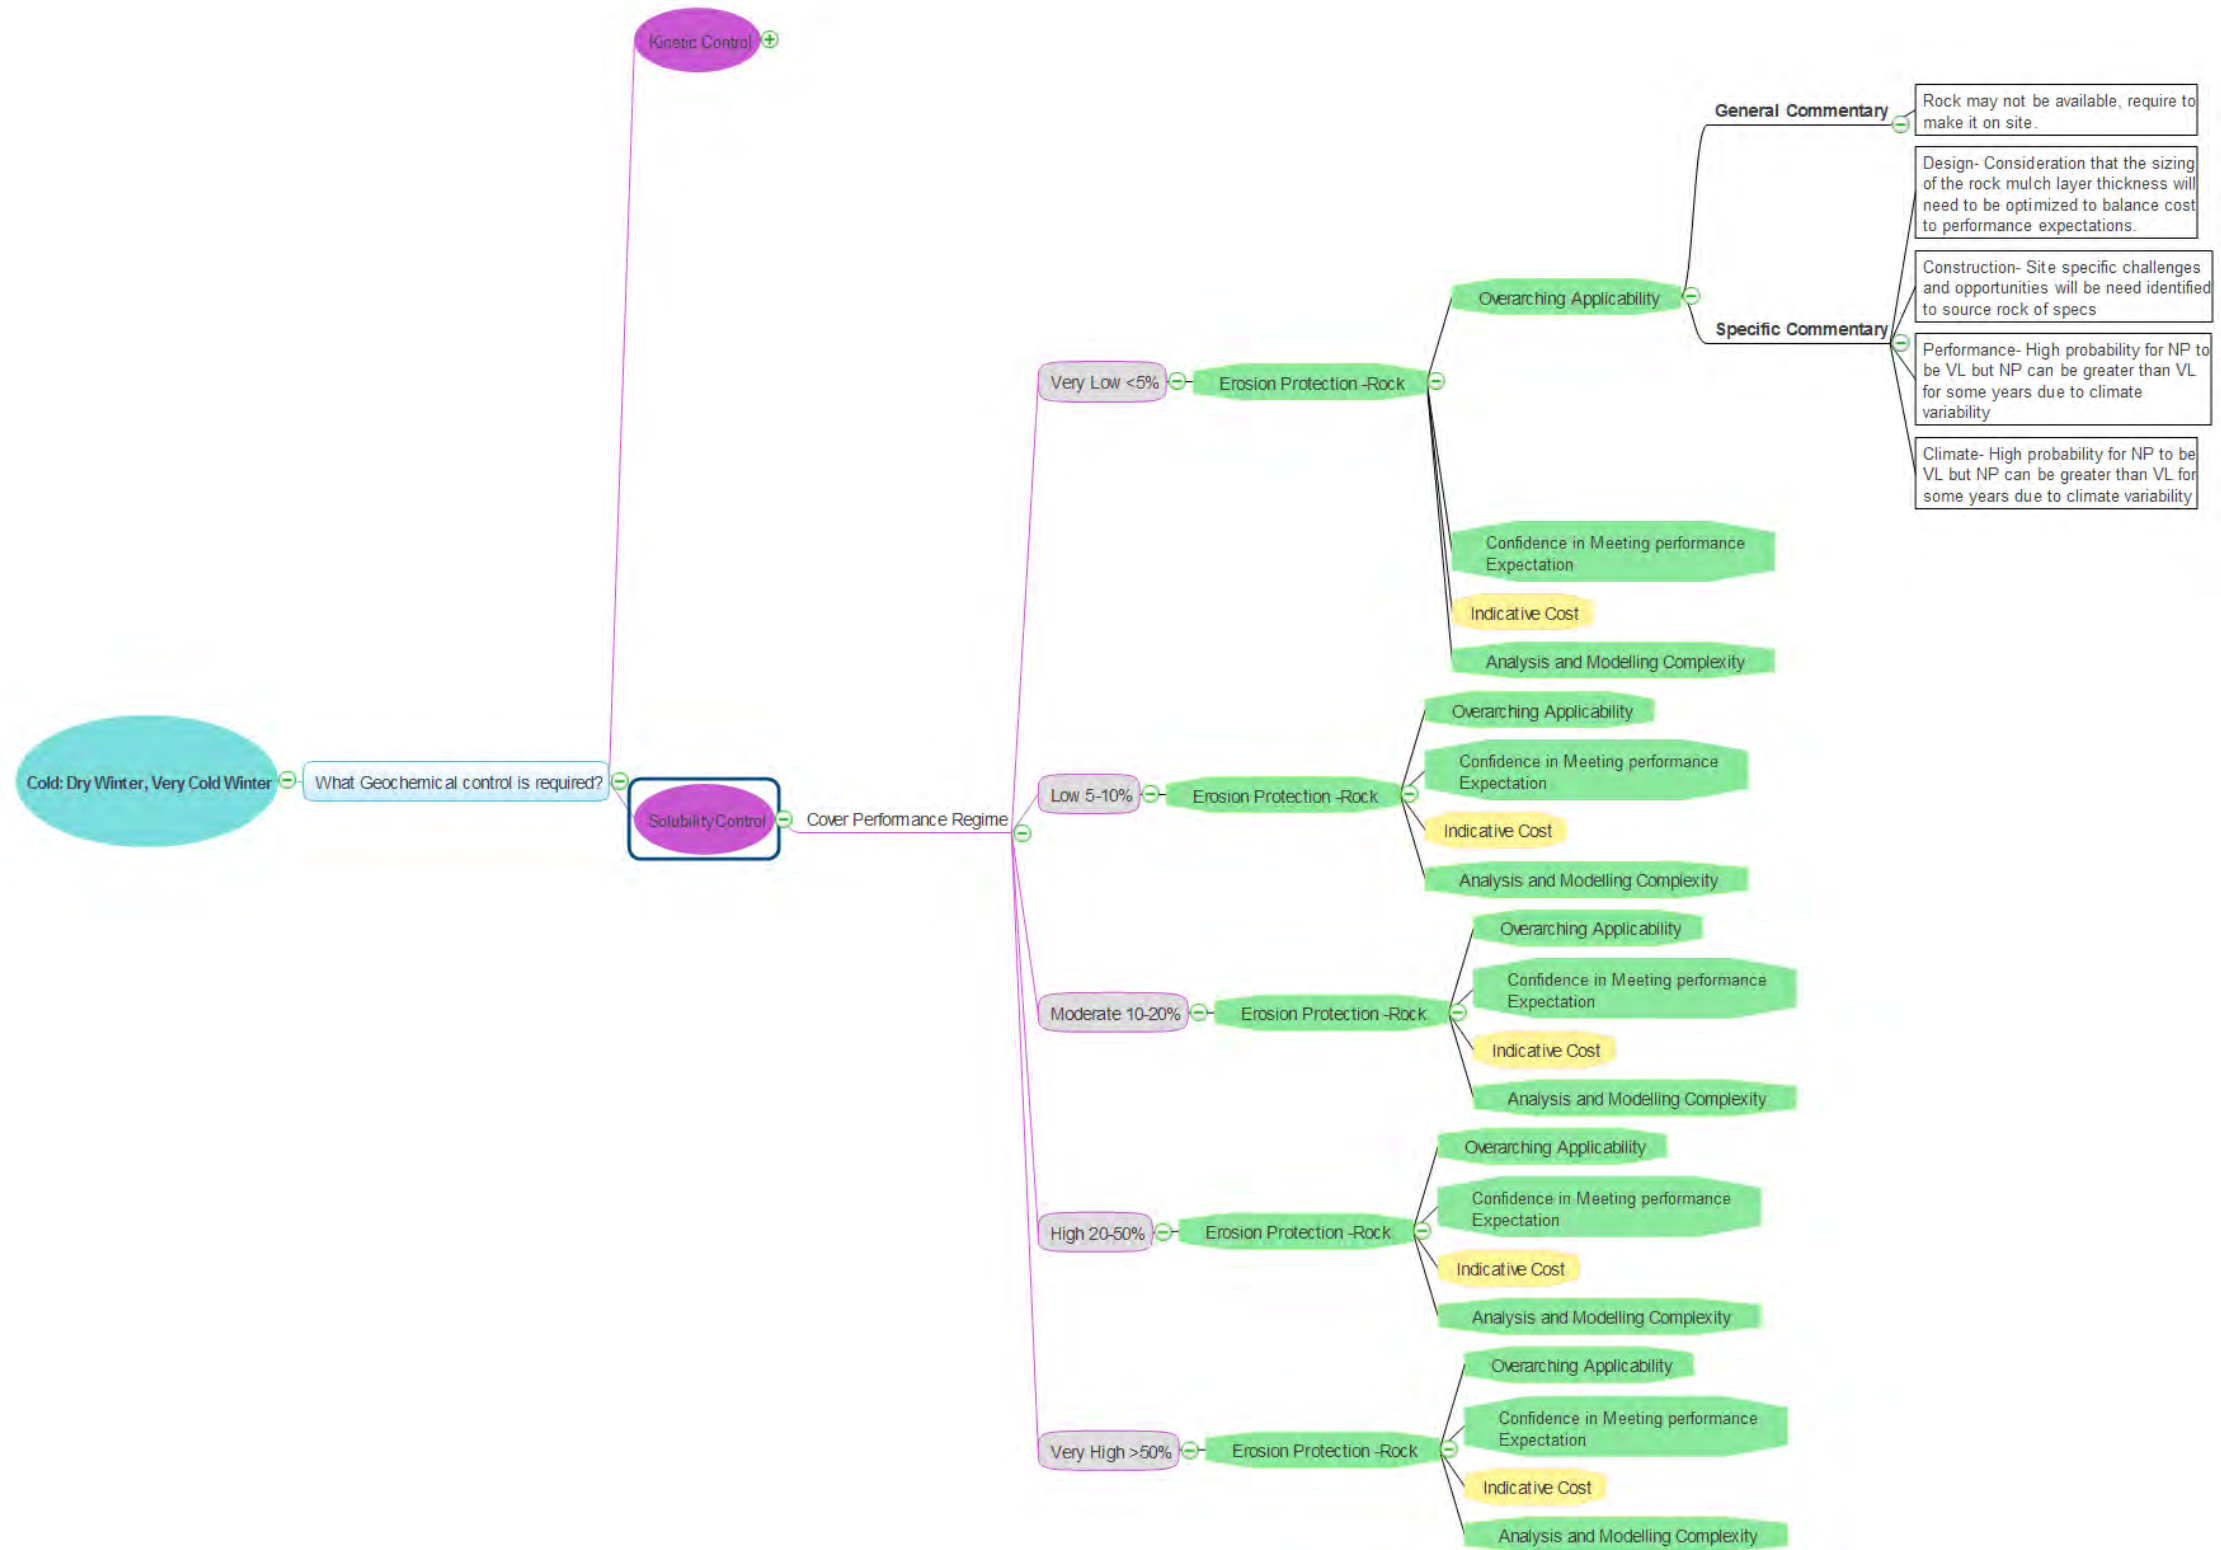 Kinetic Control
General Commentary
Rock may not be available, require to
make it on site.
Design- Consideration that the sizing
of the rock mulch layer thickness will
need to be optimized to balance cost
to performance expectations.
Construction- Site specific challenges
and opportunities will be need identified
to source rock of specs
Specific Commentary
Performance- High probability for NP to
be VL but NP can be greater than VL
for some years due to climate
variability
Climate- High probability for NP to be
VL but NP can be greater than VL for
some years due to climate variability
Overarching Applicability
Very Low <5%
Erosion Protection -Rock
Confidence in Meeting performance
Expectation
Indicative Cost
Analysis and Modelling Complexity
Cold: Dry Winter, Very Cold Winter
What Geochemical control is required?
Solubility Control
Cover Performance Regime
Low 5-10%
Erosion Protection -Rock
Overarching Applicability
Confidence in Meeting performance
Expectation
Indicative Cost
Analysis and Modelling Complexity
Moderate 10-20%
Erosion Protection -Rock
Overarching Applicability
Confidence in Meeting performance
Expectation
Indicative Cost
Analysis and Modelling Complexity
High 20-50%
Erosion Protection -Rock
Overarching Applicability
Confidence in Meeting performance
Expectation
Indicative Cost
Analysis and Modelling Complexity
Very High >50%
Erosion Protection -Rock
Overarching Applicability
Confidence in Meeting performance
Expectation
Indicative Cost
Analysis and Modelling Complexity